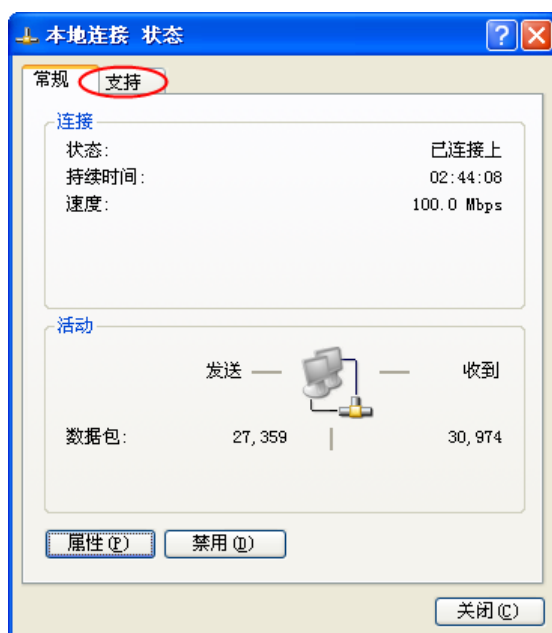 本地连接 状态
常规 支持
连接
状态: 已连接上
持续时间: 02:44:08
速度: 100.0 Mbps
活动
发送 — — 收到
数据包: 27,359 | 30,974
属性(P) 禁用(D)
关闭(C)